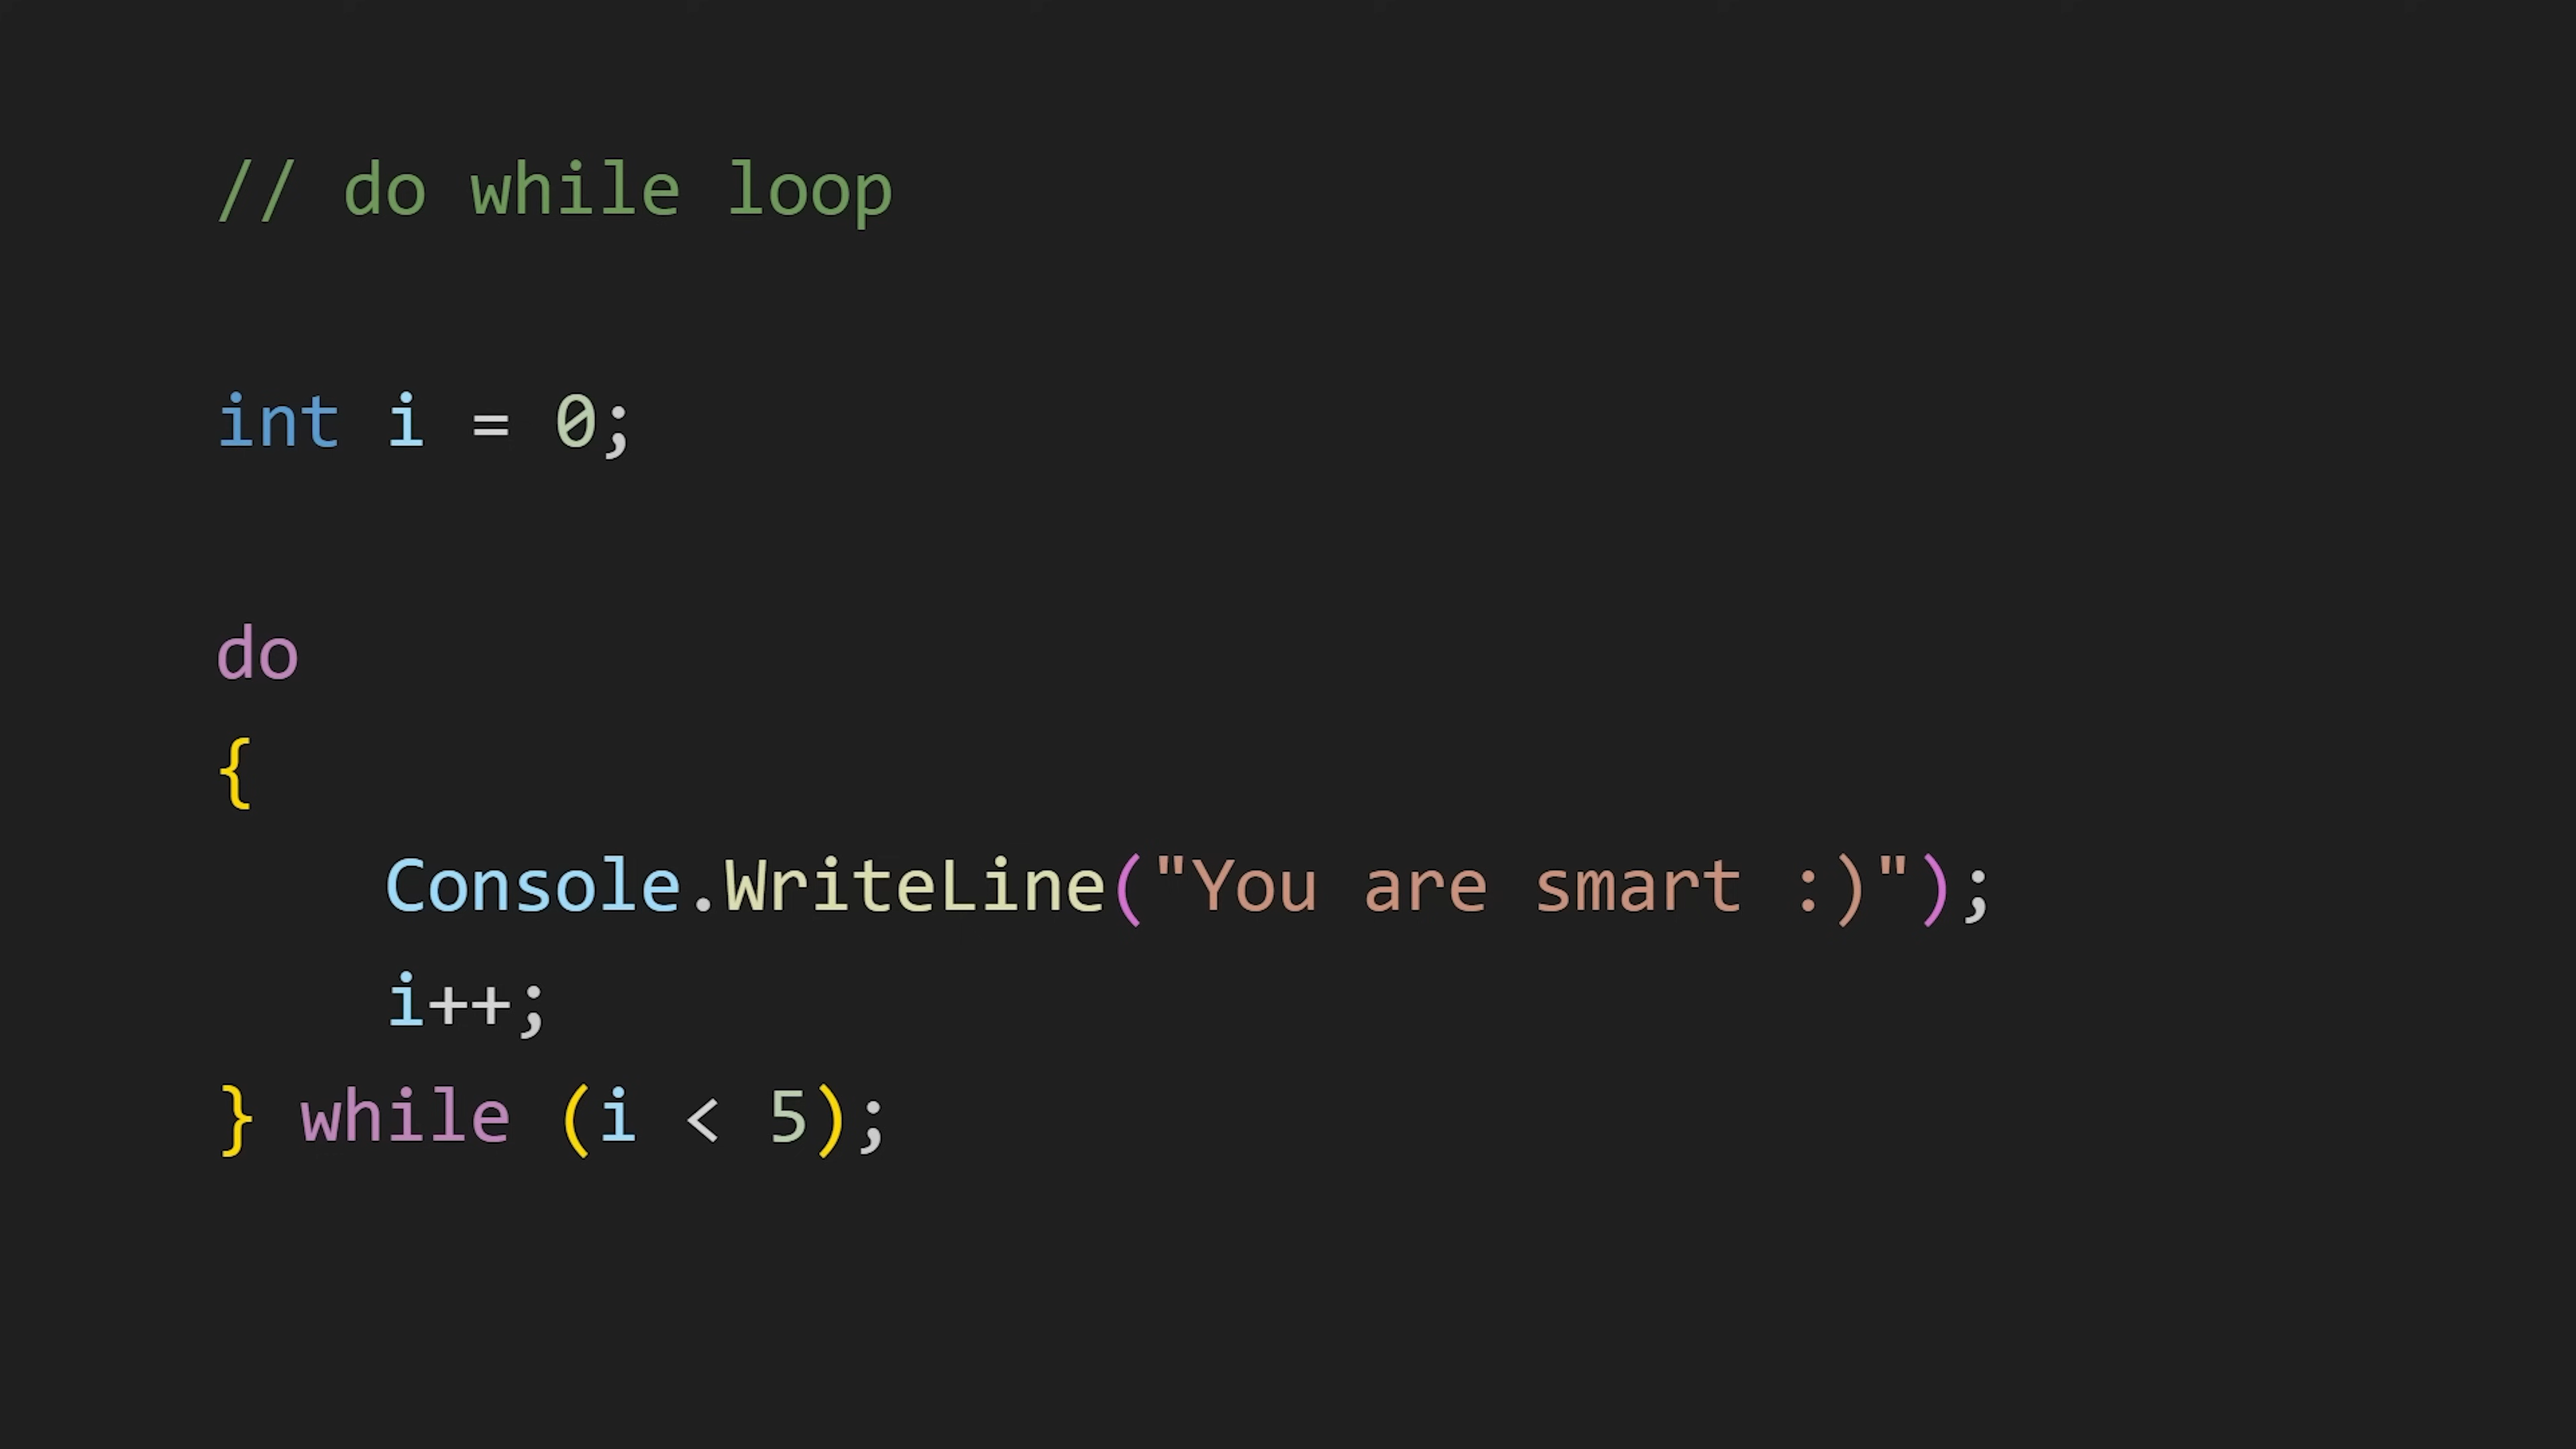 // do while loop
int i = 0;
do
{
    Console.WriteLine("You are smart :)");
    i++;
} while (i < 5);